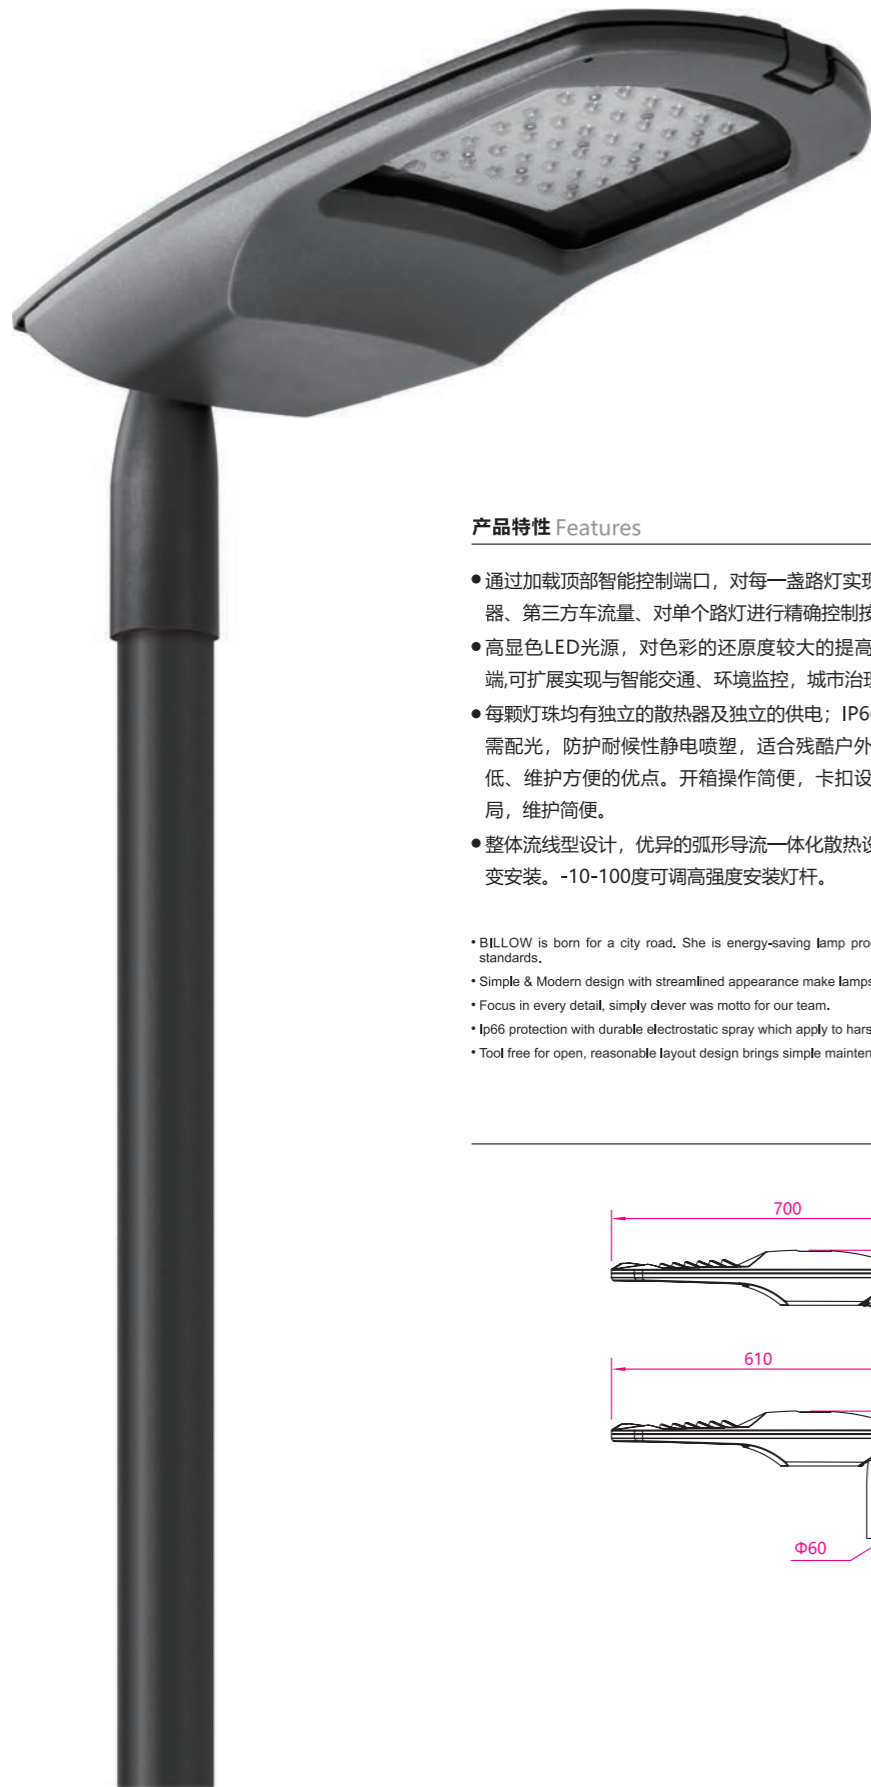 产品特性 Features
●通过加载顶部智能控制端口，对每一盏路灯实现
器、第三方车流量、对单个路灯进行精确控制按
●高显色LED光源，对色彩的还原度较大的提高
端,可扩展实现与智能交通、环境监控，城市治理
●每颗灯珠均有独立的散热器及独立的供电；IP66
需配光，防护耐候性静电喷塑，适合残酷户外
低、维护方便的优点。开箱操作简便，卡扣设
局，维护简便。
●整体流线型设计，优异的弧形导流一体化散热设
变安装。-10-100度可调高强度安装灯杆。
• BILLOW is born for a city road. She is energy-saving lamp pro
standards.
• Simple & Modern design with streamlined appearance make lamps
• Focus in every detail, simply clever was motto for our team.
• Ip66 protection with durable electrostatic spray which apply to hars
• Tool free for open, reasonable layout design brings simple mainten
700
610
Φ60